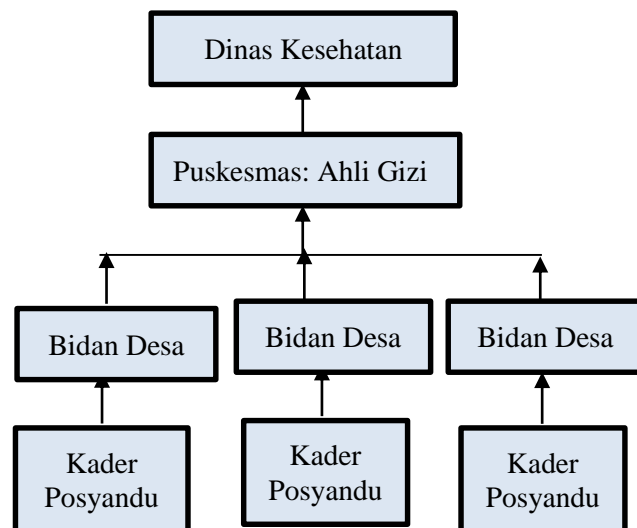 Dinas Kesehatan
Puskesmas: Ahli Gizi
Bidan Desa
Bidan Desa
Bidan Desa
Kader
Posyandu
Kader
Posyandu
Kader
Posyandu